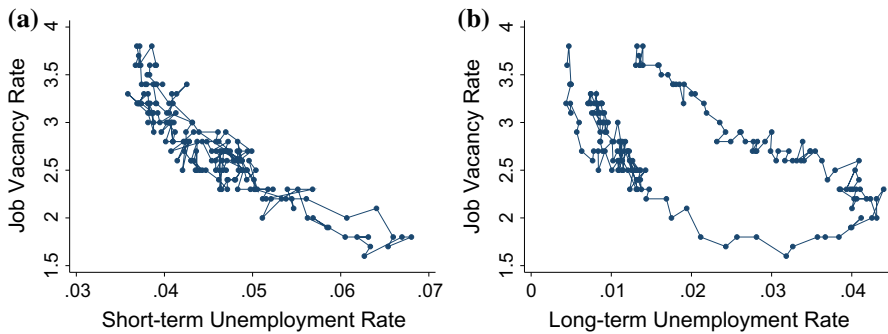 (a)
Job Vacancy Rate
4
3.5
3
2.5
2
1.5
.03 .04 .05 .06 .07
Short-term Unemployment Rate
(b)
Job Vacancy Rate
4
3.5
3
2.5
2
1.5
0 .01 .02 .03 .04
Long-term Unemployment Rate